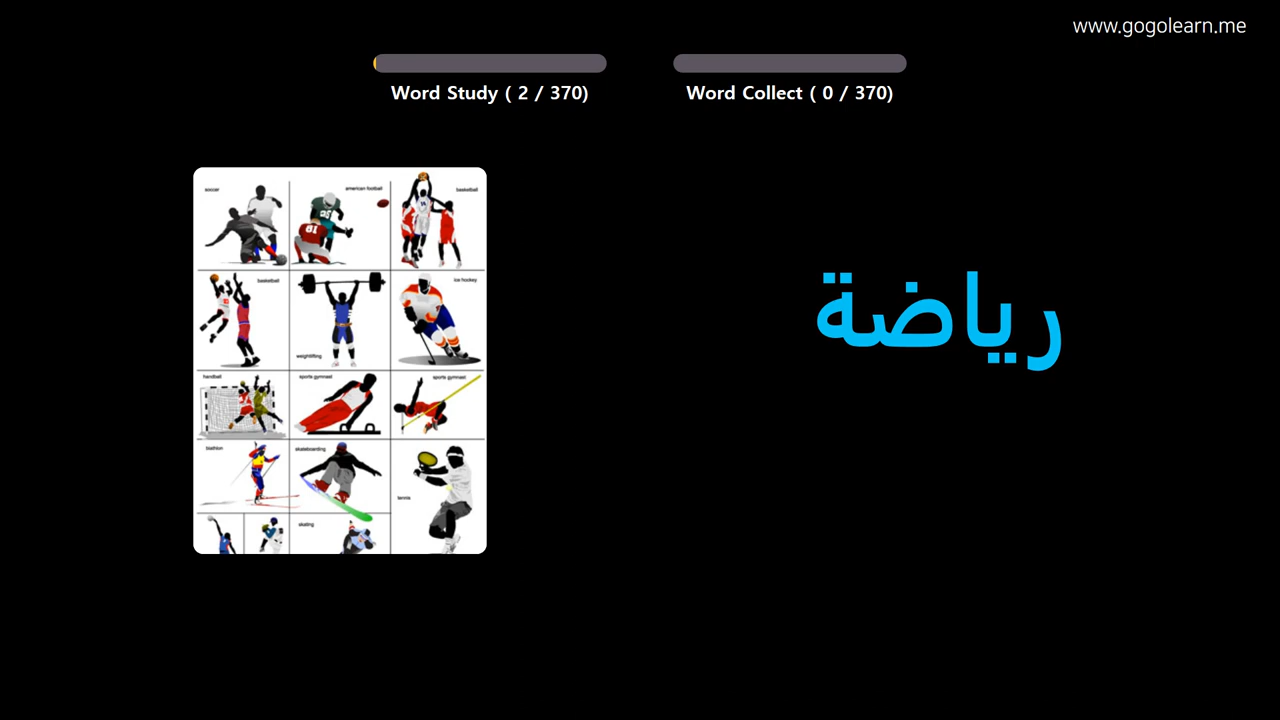 www.gogolearn.me
Word Study ( 2 / 370)
Word Collect ( 0 / 370)
soccer
american football
basketball
basketball
weightlifting
ice hockey
handball
sports gymnast
sports gymnast
biathlon
skateboarding
tennis
skating
رياضة